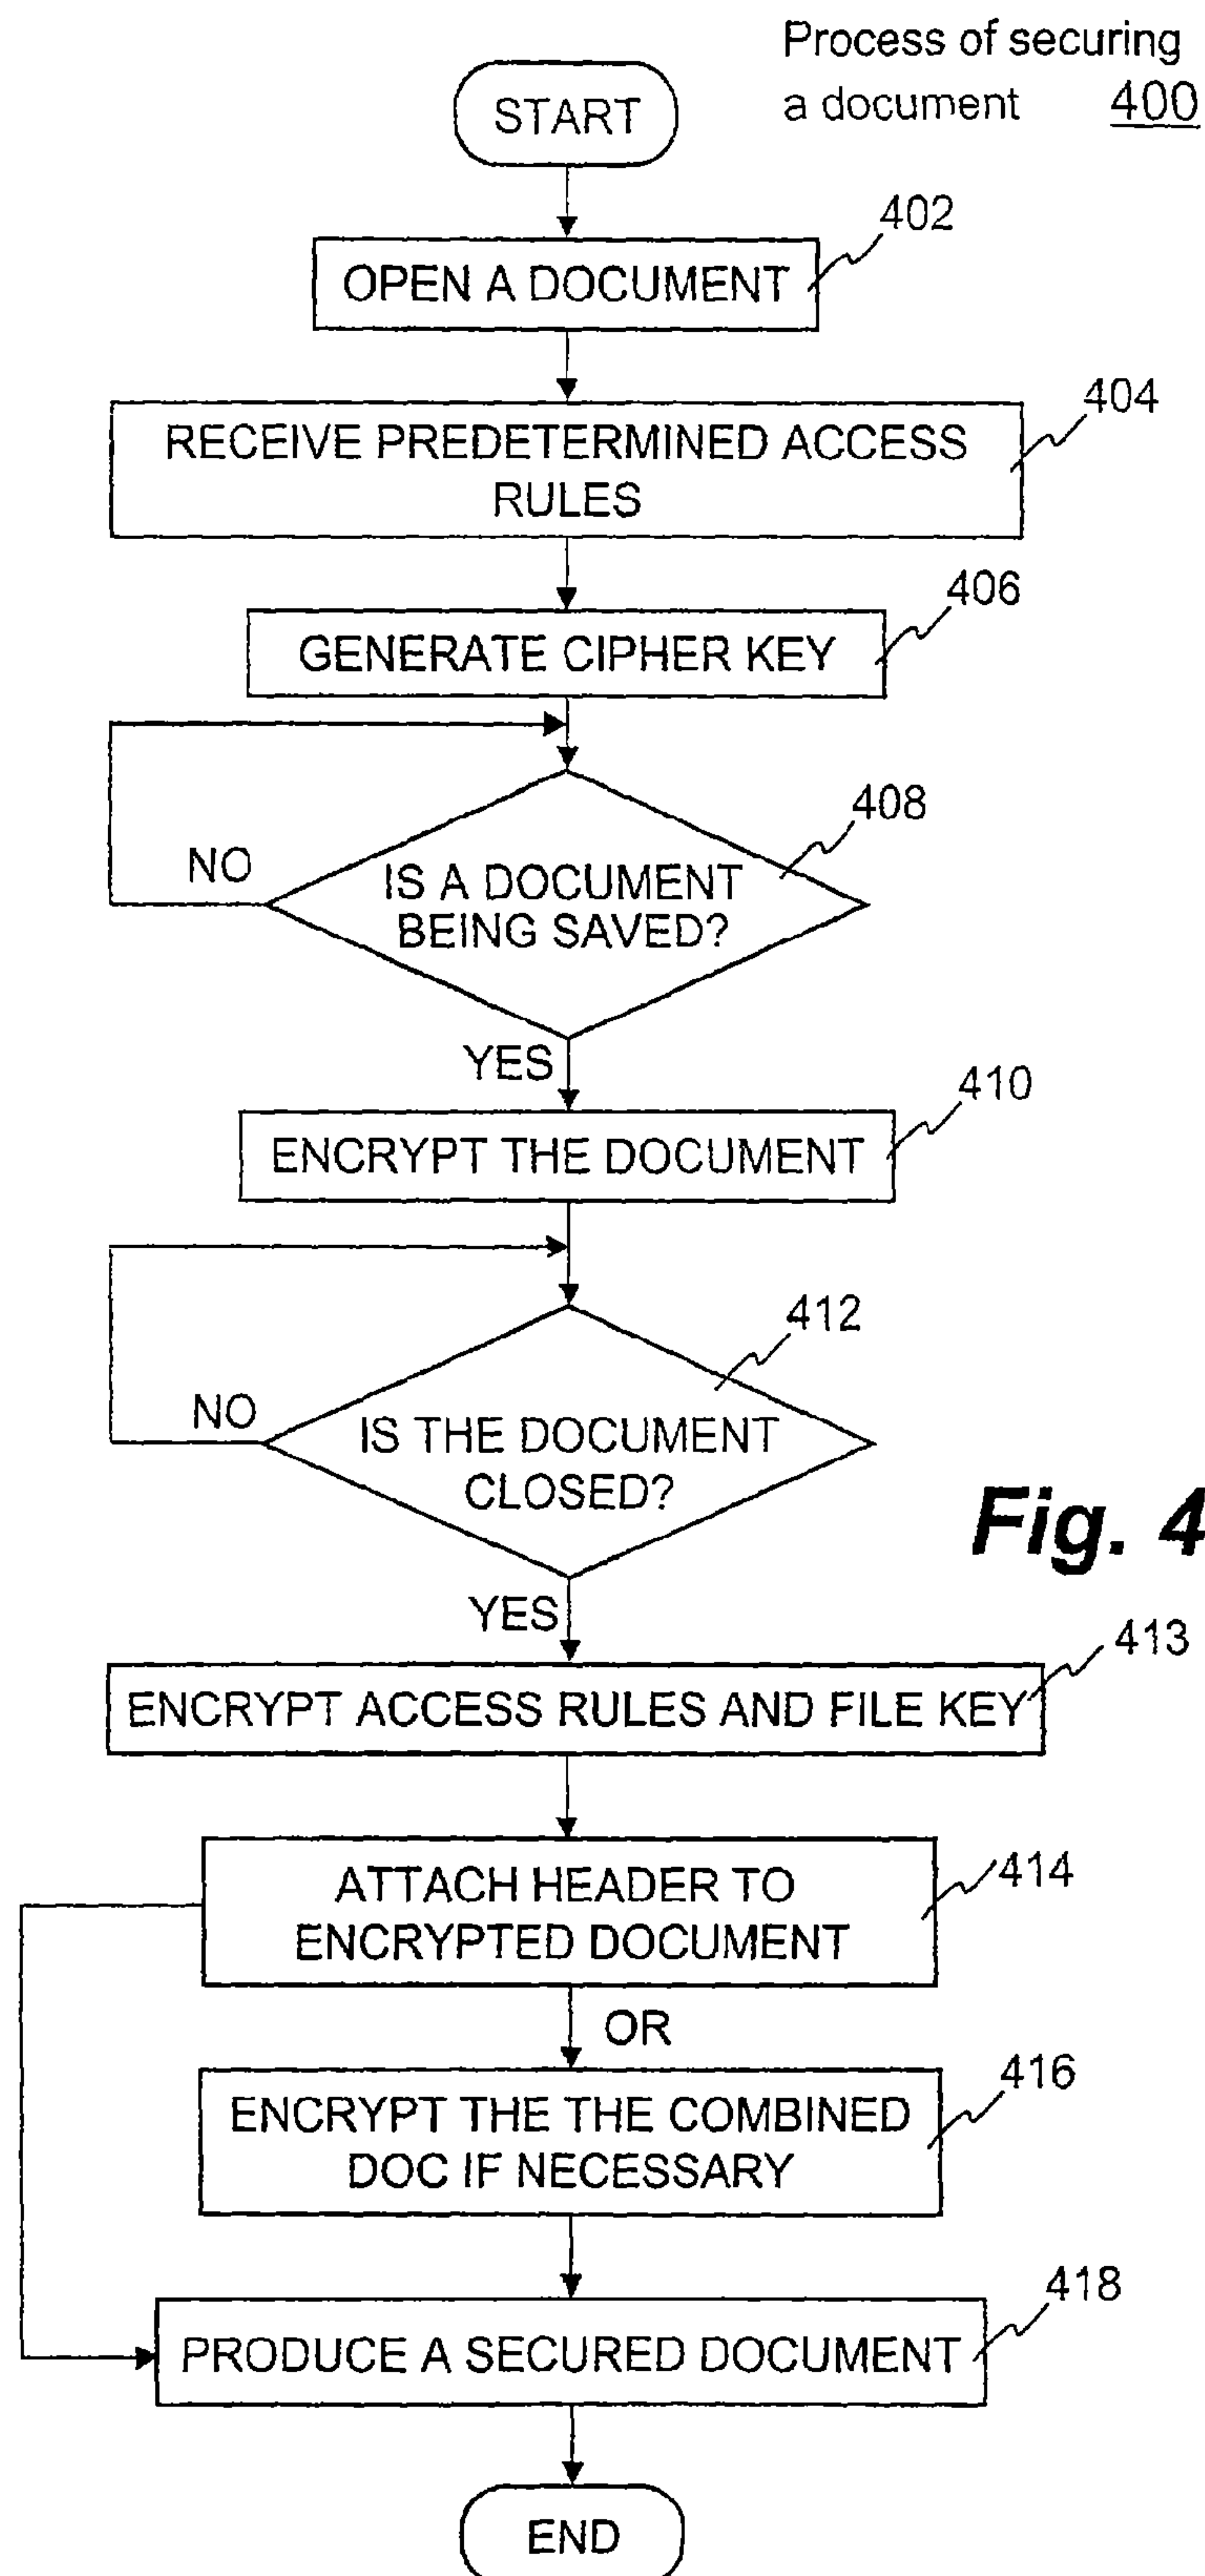 Process of securing
a document 400
START
402
OPEN A DOCUMENT
404
RECEIVE PREDETERMINED ACCESS
RULES
406
GENERATE CIPHER KEY
408
NO
IS A DOCUMENT
BEING SAVED?
YES
410
ENCRYPT THE DOCUMENT
412
NO
IS THE DOCUMENT
CLOSED?
Fig. 4
YES
413
ENCRYPT ACCESS RULES AND FILE KEY
414
ATTACH HEADER TO
ENCRYPTED DOCUMENT
OR
416
ENCRYPT THE THE COMBINED
DOC IF NECESSARY
418
PRODUCE A SECURED DOCUMENT
END